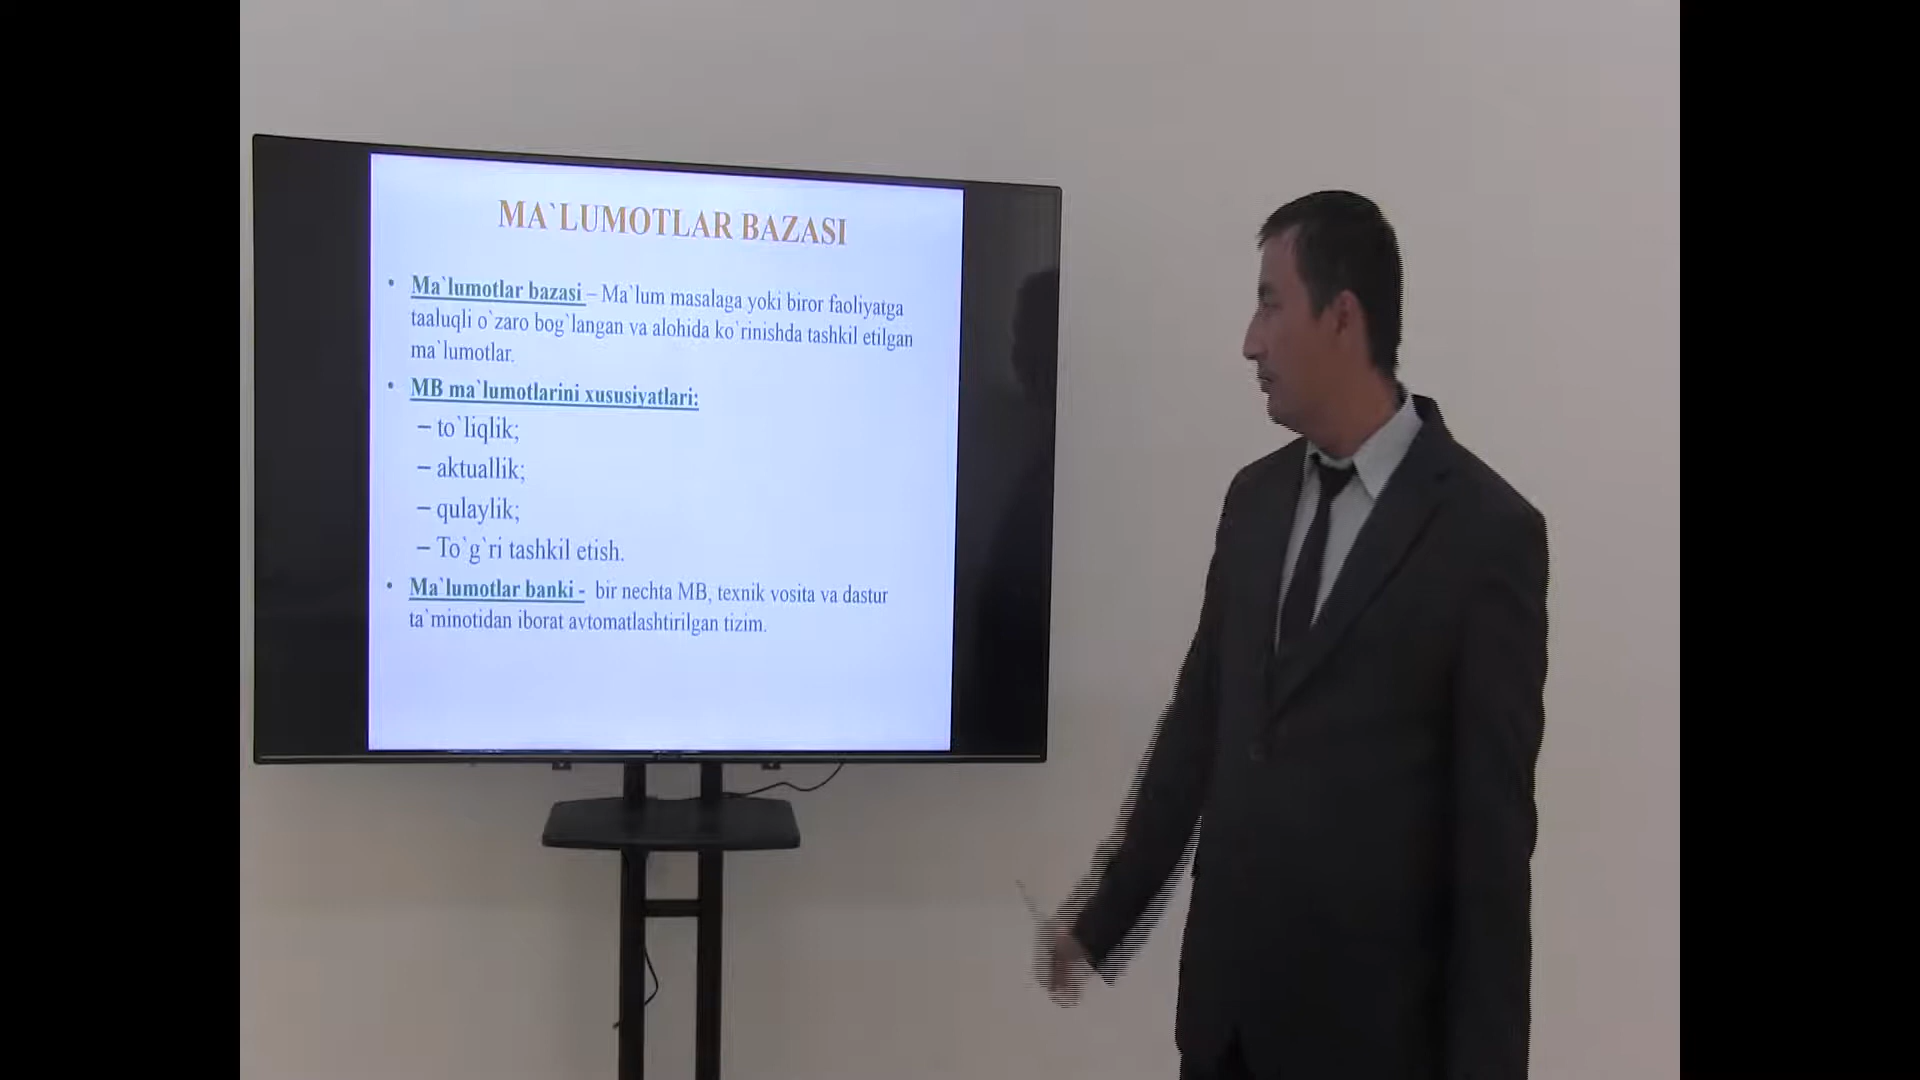 MA`LUMOTLAR BAZASI
• Ma`lumotlar bazasi – Ma`lum masalaga yoki biror faoliyatga
taaluqli o`zaro bog`langan va alohida ko`rinishda tashkil etilgan
ma`lumotlar.
• MB ma`lumotlarini xususiyatlari:
– to`liqlik;
– aktuallik;
– qulaylik;
– To`g`ri tashkil etish.
• Ma`lumotlar banki - bir nechta MB, texnik vosita va dastur
ta`minotidan iborat avtomatlashtirilgan tizim.